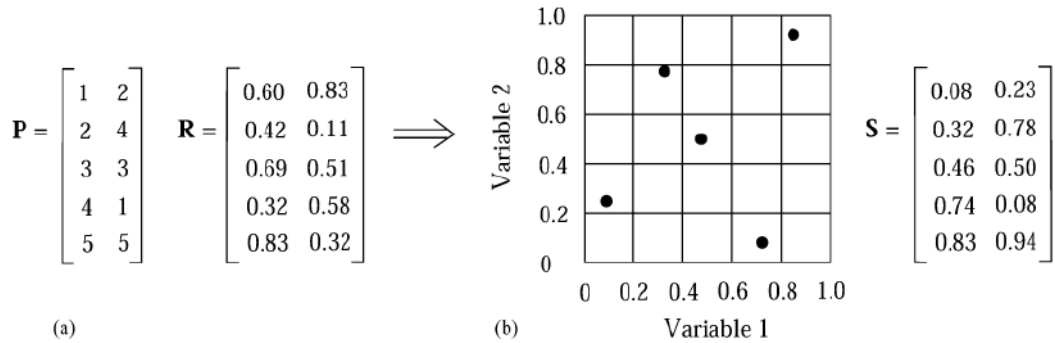 P = 1 2
2 4
3 3
4 1
5 5
R = 0.60 0.83
0.42 0.11
0.69 0.51
0.32 0.58
0.83 0.32
(a)
1.0
0.8
0.6
0.4
0.2
0
Variable 2
0 0.2 0.4 0.6 0.8 1.0
Variable 1
(b)
S = 0.08 0.23
0.32 0.78
0.46 0.50
0.74 0.08
0.83 0.94